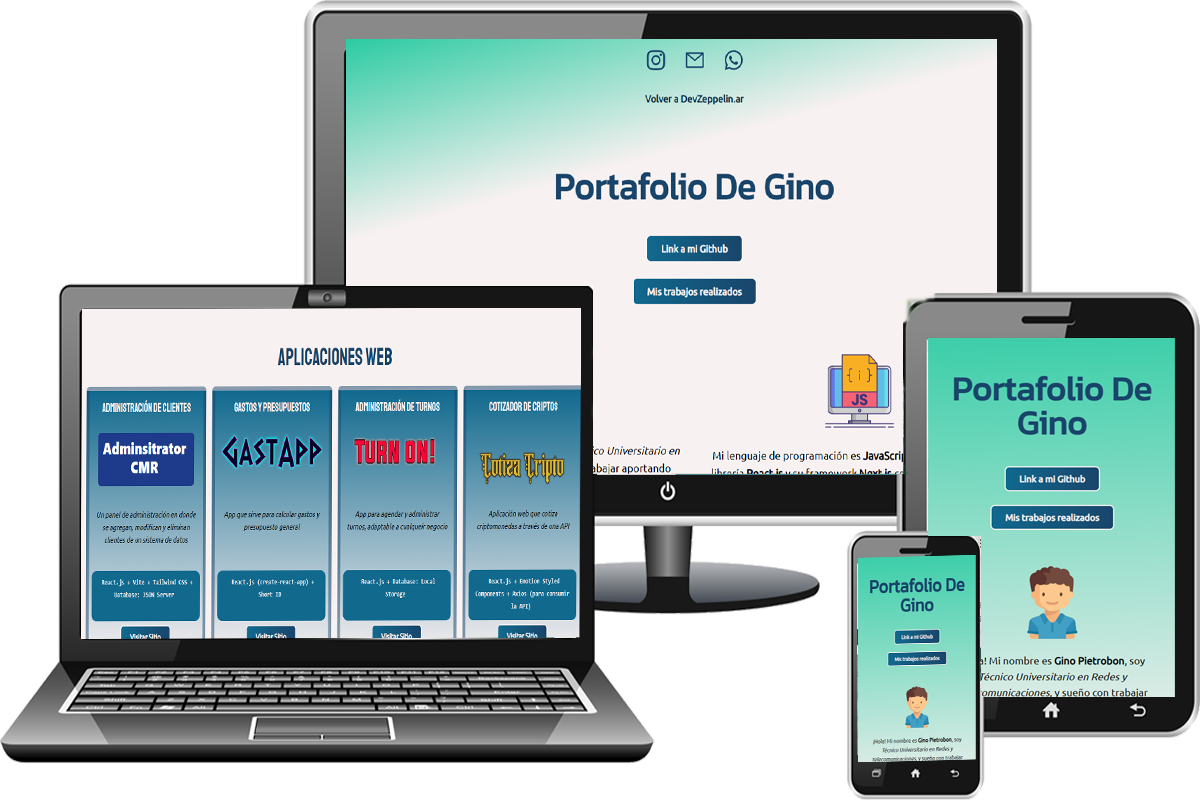 Volver a DevZeppelin.ar
Portafolio De Gino
Link a mi Github
Mis trabajos realizados
JS
Técnico Universitario en
trabajar aportando
Mi lenguaje de programación es JavaScrip
librería React.js y su framework Next.js
APLICACIONES WEB
ADMINISTRACIÓN DE CLIENTES
Adminsitrator
CMR
Un panel de administración en donde
se agregan, modifican y eliminan
clientes de un sistema de datos
React.js + Vite + Tailwind CSS +
Database: JSON Server
Visitar Sitio
GASTOS Y PRESUPUESTOS
GASTAPP
App que sirve para calcular gastos y
presupuesto general
React.js (create-react-app) +
Short ID
Visitar Sitio
ADMINISTRACIÓN DE TURNOS
TURN ON!
App para agendar y administrar
turnos, adaptable a cualquier negocio
React.js + Database: Local
Storage
Visitar Sitio
COTIZADOR DE CRIPTOS
Cotiza Cripto
Aplicación web que cotiza
criptomonedas a través de una API
React.js + Emotion Styled
Components + Axios (para consumir
la API)
Visitar Sitio
Portafolio De
Gino
Link a mi Github
Mis trabajos realizados
a! Mi nombre es Gino Pietrobon, soy
Técnico Universitario en Redes y
comunicaciones, y sueño con trabajar
Portafolio De
Gino
Link a mi Github
Mis trabajos realizados
¡Hola! Mi nombre es Gino Pietrobon, soy
Técnico Universitario en Redes y
telecomunicaciones, y sueño con trabajar